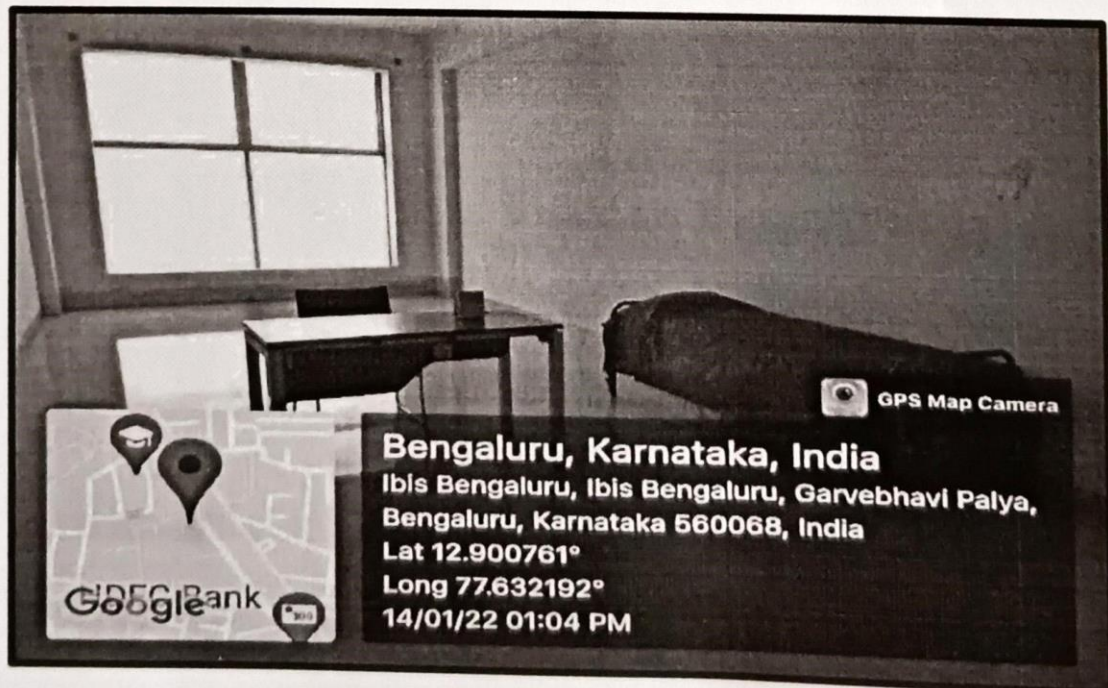 GPS Map Camera
Bengaluru, Karnataka, India
Ibis Bengaluru, Ibis Bengaluru, Garvebhavi Palya,
Bengaluru, Karnataka 560068, India
Lat 12.900761°
Long 77.632192°
14/01/22 01:04 PM
Bank
Google